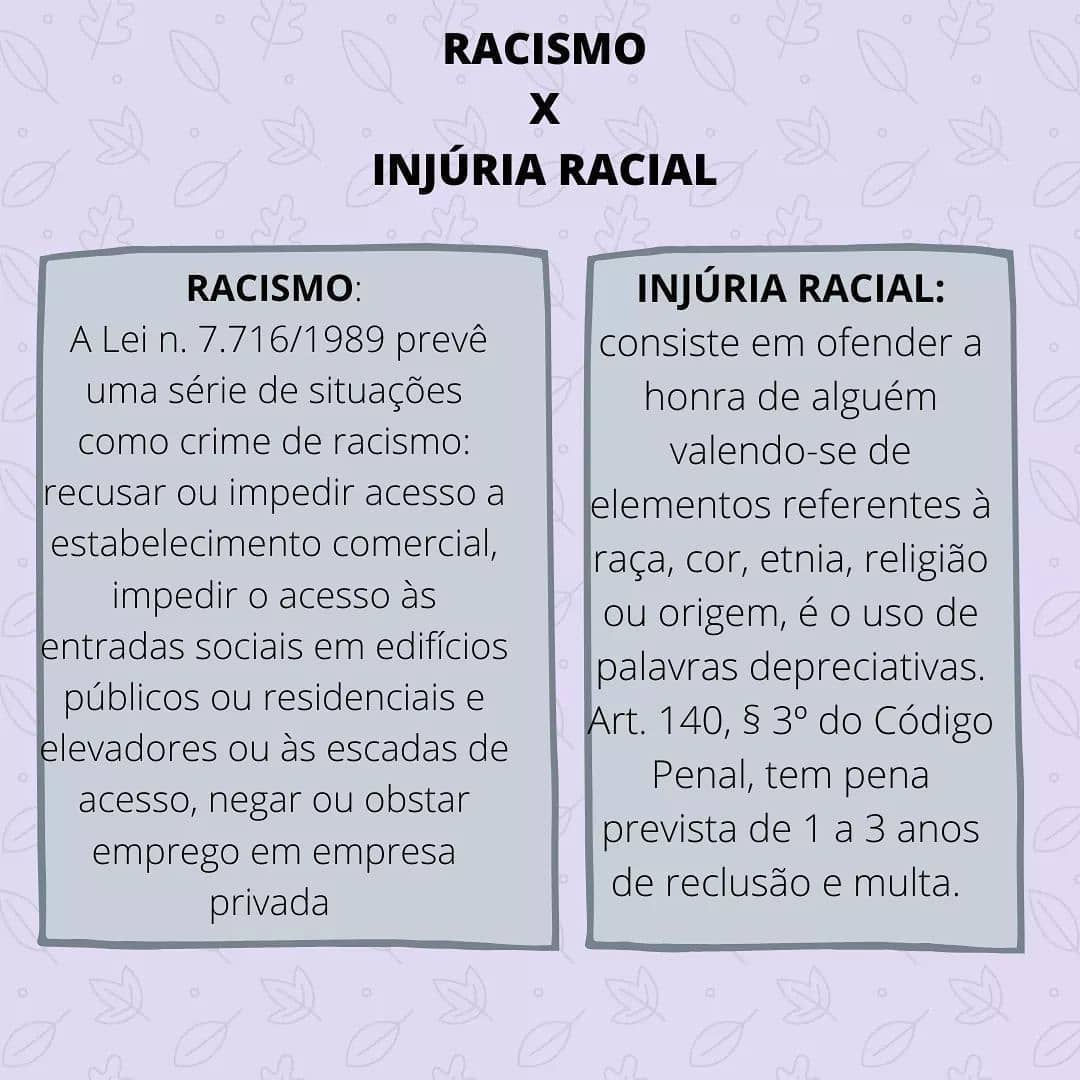 RACISMO
X
INJÚRIA RACIAL
RACISMO:
A Lei n. 7.716/1989 prevê
uma série de situações
como crime de racismo:
recusar ou impedir acesso a
estabelecimento comercial,
impedir o acesso às
entradas sociais em edifícios
públicos ou residenciais e
elevadores ou às escadas de
acesso, negar ou obstar
emprego em empresa
privada
INJÚRIA RACIAL:
consiste em ofender a
honra de alguém
valendo-se de
elementos referentes à
raça, cor, etnia, religião
ou origem, é o uso de
palavras depreciativas.
Art. 140, § 3º do Código
Penal, tem pena
prevista de 1 a 3 anos
de reclusão e multa.